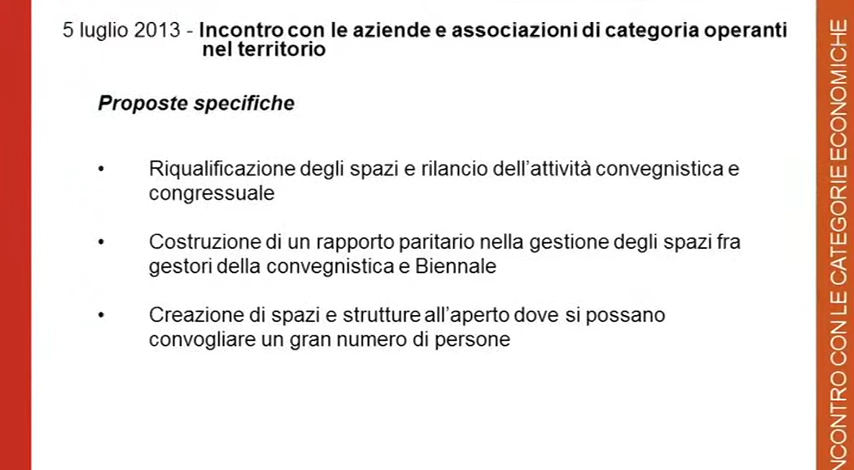 5 luglio 2013 - Incontro con le aziende e associazioni di categoria operanti
nel territorio
Proposte specifiche
• Riqualificazione degli spazi e rilancio dell'attività convegnistica e
congressuale
• Costruzione di un rapporto paritario nella gestione degli spazi fra
gestori della convegnistica e Biennale
• Creazione di spazi e strutture all'aperto dove si possano
convogliare un gran numero di persone
NCONTRO CON LE CATEGORIE ECONOMICHE